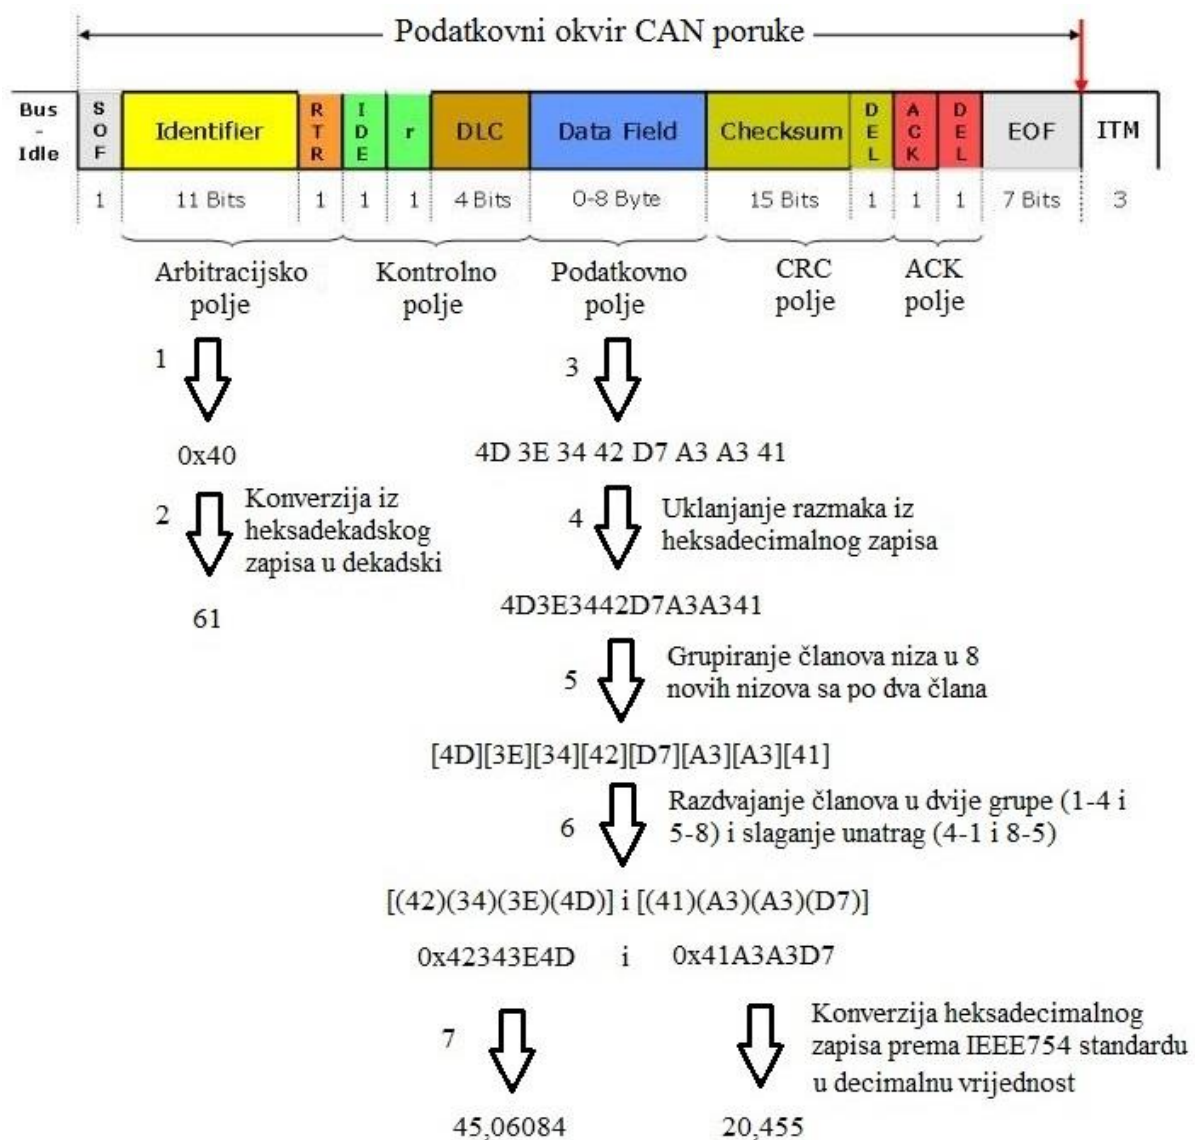 Podatkovni okvir CAN poruke
Bus - Idle SOF Identifier RTR IDE r DLC Data Field Checksum DEL ACK DEL EOF ITM
1 11 Bits 1 1 1 4 Bits 0-8 Byte 15 Bits 1 1 1 7 Bits 3
Arbitracijsko polje
Kontrolno polje
Podatkovno polje
CRC polje
ACK polje
1
0x40
2
Konverzija iz
heksadekadskog
zapisa u dekadski
61
3
4D 3E 34 42 D7 A3 A3 41
4
Uklanjanje razmaka iz
heksadecimalnog zapisa
4D3E3442D7A3A341
5
Grupiranje članova niza u 8
novih nizova sa po dva člana
[4D][3E][34][42][D7][A3][A3][41]
6
Razdvajanje članova u dvije grupe (1-4 i
5-8) i slaganje unatrag (4-1 i 8-5)
[(42)(34)(3E)(4D)] i [(41)(A3)(A3)(D7)]
0x42343E4D i 0x41A3A3D7
7
Konverzija heksadecimalnog
zapisa prema IEEE754 standardu
u decimalnu vrijednost
45,06084 20,455